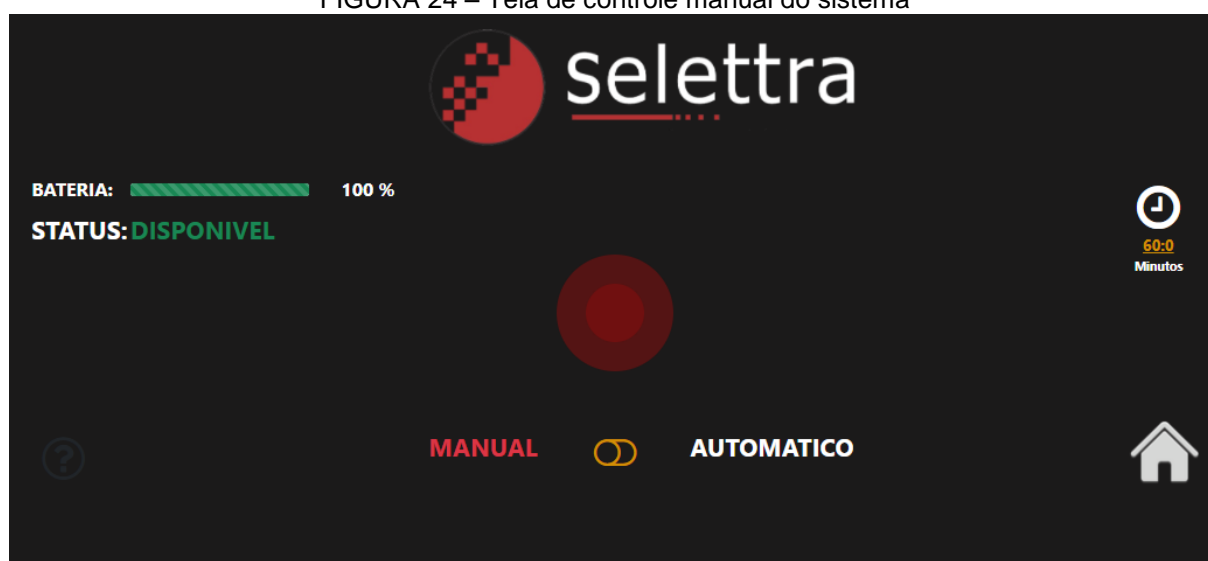 FIGURA 24 – Tela de controle manual do sistema
selettra
BATERIA: 100 %
STATUS: DISPONIVEL
60:0
Minutos
?
MANUAL AUTOMATICO